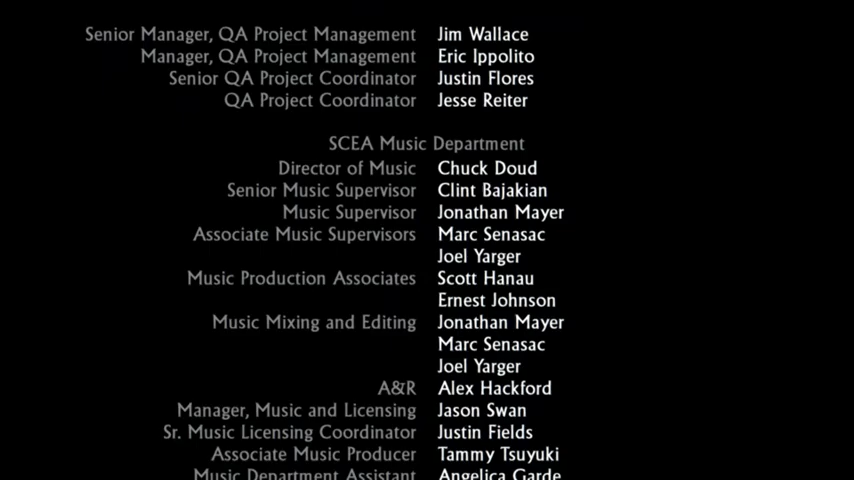 Senior Manager, QA Project Management Jim Wallace
Manager, QA Project Management Eric Ippolito
Senior QA Project Coordinator Justin Flores
QA Project Coordinator Jesse Reiter
SCEA Music Department
Director of Music Chuck Doud
Senior Music Supervisor Clint Bajakian
Music Supervisor Jonathan Mayer
Associate Music Supervisors Marc Senasac
Joel Yarger
Music Production Associates Scott Hanau
Ernest Johnson
Music Mixing and Editing Jonathan Mayer
Marc Senasac
Joel Yarger
A&R Alex Hackford
Manager, Music and Licensing Jason Swan
Sr. Music Licensing Coordinator Justin Fields
Associate Music Producer Tammy Tsuyuki
Music Department Assistant Angelica Garde